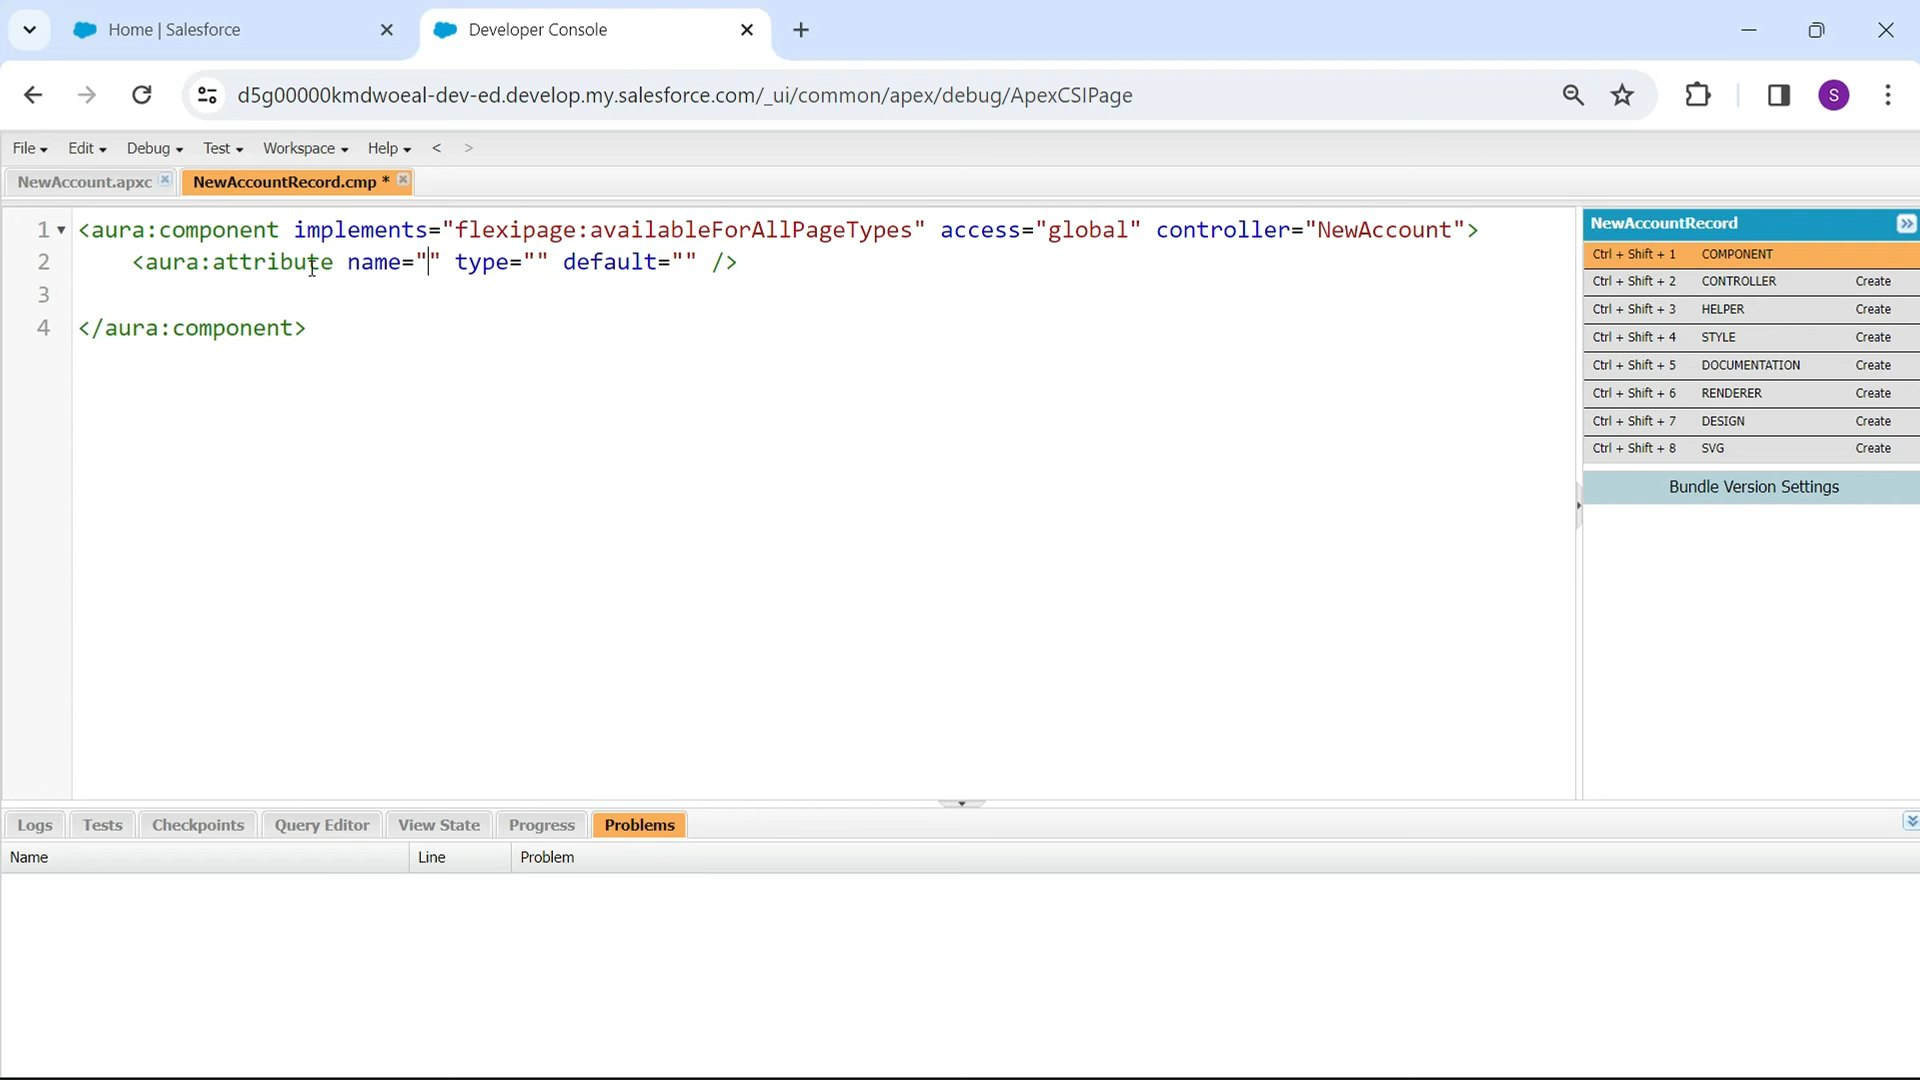 Home | Salesforce
Developer Console
d5g00000kmdwoeal-dev-ed.develop.my.salesforce.com/_ui/common/apex/debug/ApexCSIPage
S
File Edit Debug Test Workspace Help < >
NewAccount.apxc
NewAccountRecord.cmp *
1 <aura:component implements="flexipage:availableForAllPageTypes" access="global" controller="NewAccount">
2 <aura:attribute name="" type="" default="" />
3
4 </aura:component>
NewAccountRecord
Ctrl + Shift + 1 COMPONENT
Ctrl + Shift + 2 CONTROLLER Create
Ctrl + Shift + 3 HELPER Create
Ctrl + Shift + 4 STYLE Create
Ctrl + Shift + 5 DOCUMENTATION Create
Ctrl + Shift + 6 RENDERER Create
Ctrl + Shift + 7 DESIGN Create
Ctrl + Shift + 8 SVG Create
Bundle Version Settings
Logs Tests Checkpoints Query Editor View State Progress Problems
Name Line Problem